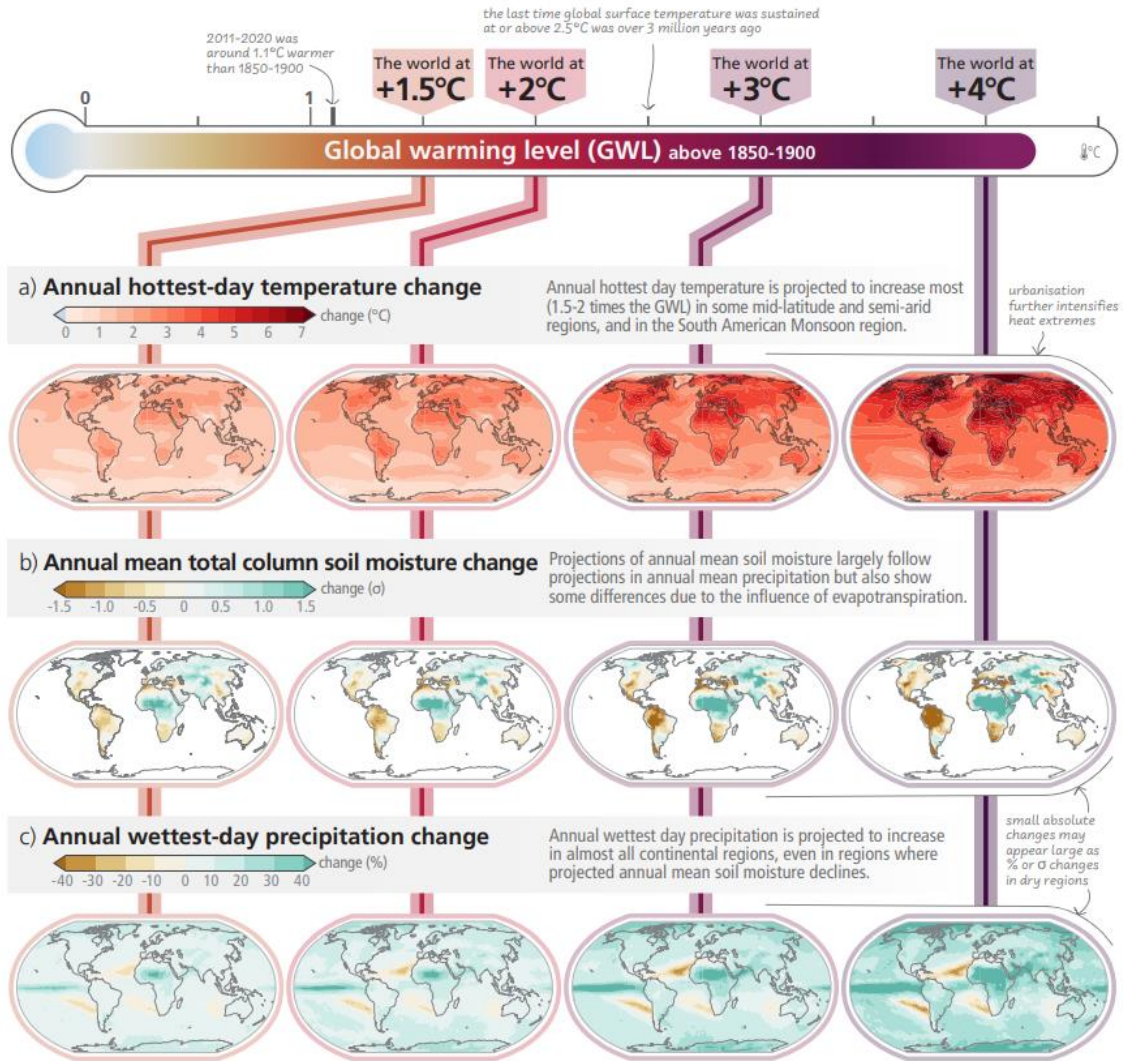 the last time global surface temperature was sustained
at or above 2.5°C was over 3 million years ago
2011-2020 was
around 1.1°C warmer
than 1850-1900
The world at
+1.5°C
The world at
+2°C
The world at
+3°C
The world at
+4°C
0
1
Global warming level (GWL) above 1850-1900
°C
a) Annual hottest-day temperature change
change (°C)
0 1 2 3 4 5 6 7
Annual hottest day temperature is projected to increase most
(1.5-2 times the GWL) in some mid-latitude and semi-arid
regions, and in the South American Monsoon region.
urbanisation
further intensifies
heat extremes
b) Annual mean total column soil moisture change
change (σ)
-1.5 -1.0 -0.5 0 0.5 1.0 1.5
Projections of annual mean soil moisture largely follow
projections in annual mean precipitation but also show
some differences due to the influence of evapotranspiration.
c) Annual wettest-day precipitation change
change (%)
-40 -30 -20 -10 0 10 20 30 40
Annual wettest day precipitation is projected to increase
in almost all continental regions, even in regions where
projected annual mean soil moisture declines.
small absolute
changes may
appear large as
% or σ changes
in dry regions